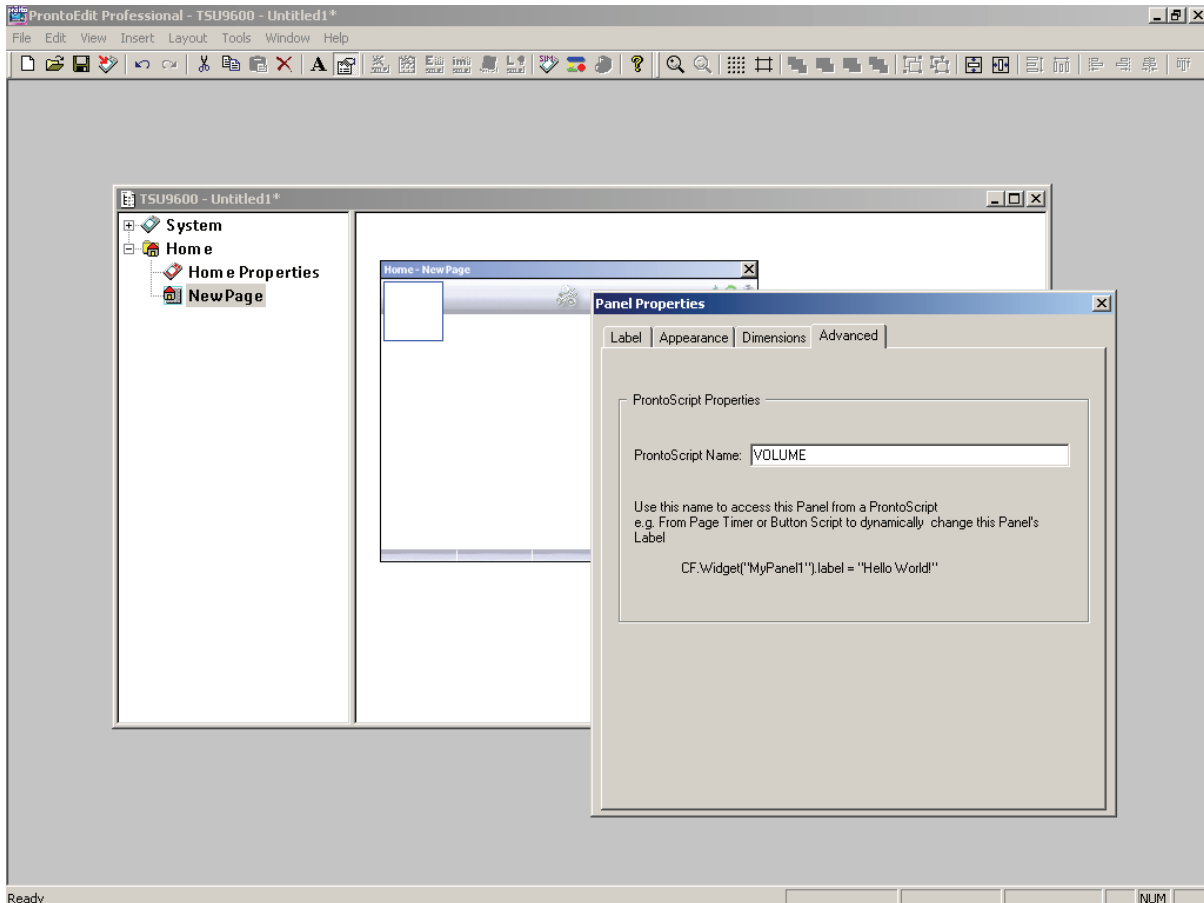 ProntoEdit Professional - TSU9600 - Untitled1*
File Edit View Insert Layout Tools Window Help
TSU9600 - Untitled1*
System
Home
Home Properties
NewPage
Home - NewPage
Panel Properties
Label Appearance Dimensions Advanced
ProntoScript Properties
ProntoScript Name: VOLUME
Use this name to access this Panel from a ProntoScript
e.g. From Page Timer or Button Script to dynamically change this Panel's
Label
CF.Widget("MyPanel1").label = "Hello World!"
Ready
NUM